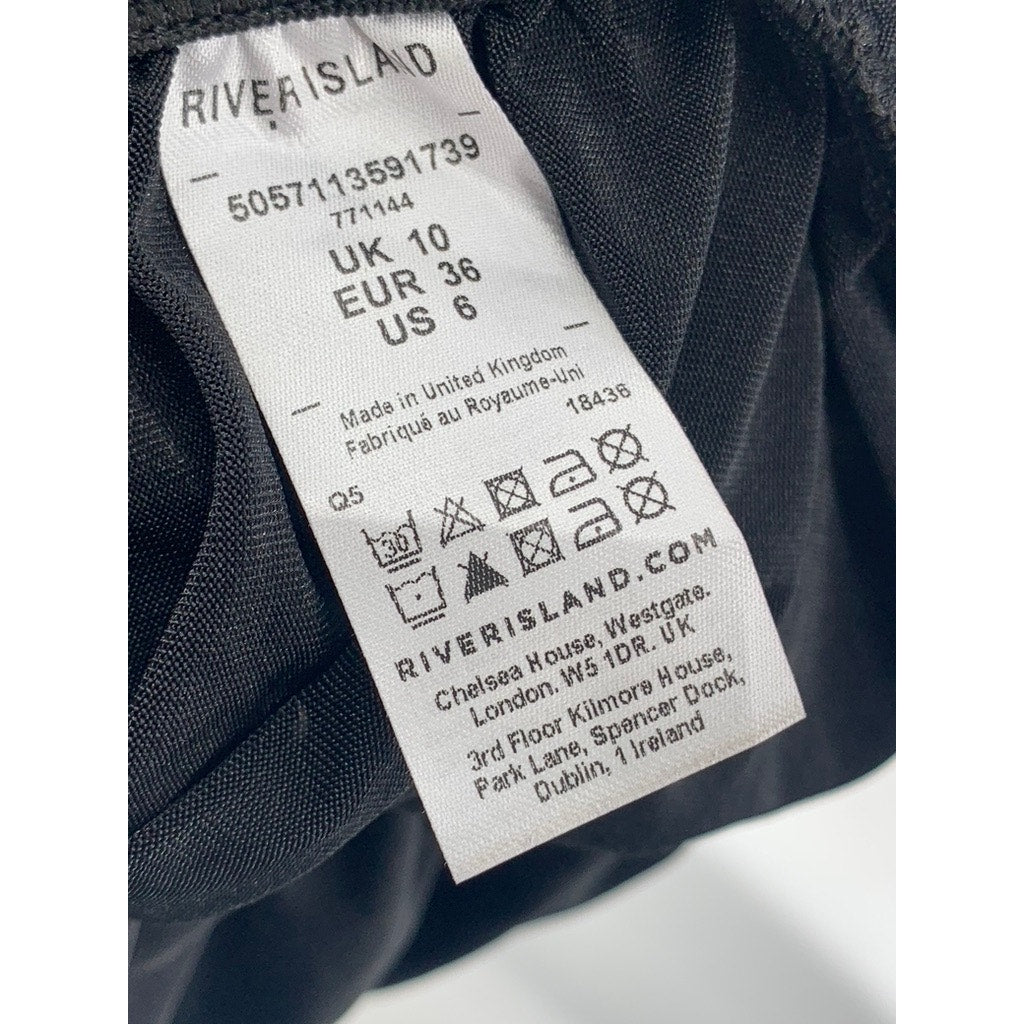 RIVER ISLAND
5057113591739
771144
UK 10
EUR 36
US 6
Made in United Kingdom
Fabriqué au Royaume-Uni
18436
Q5
30
RIVERISLAND.COM
Chelsea House, Westgate.
London. W5 1DR. UK
3rd Floor Kilmore House,
Park Lane, Spencer Dock,
Dublin, 1 Ireland